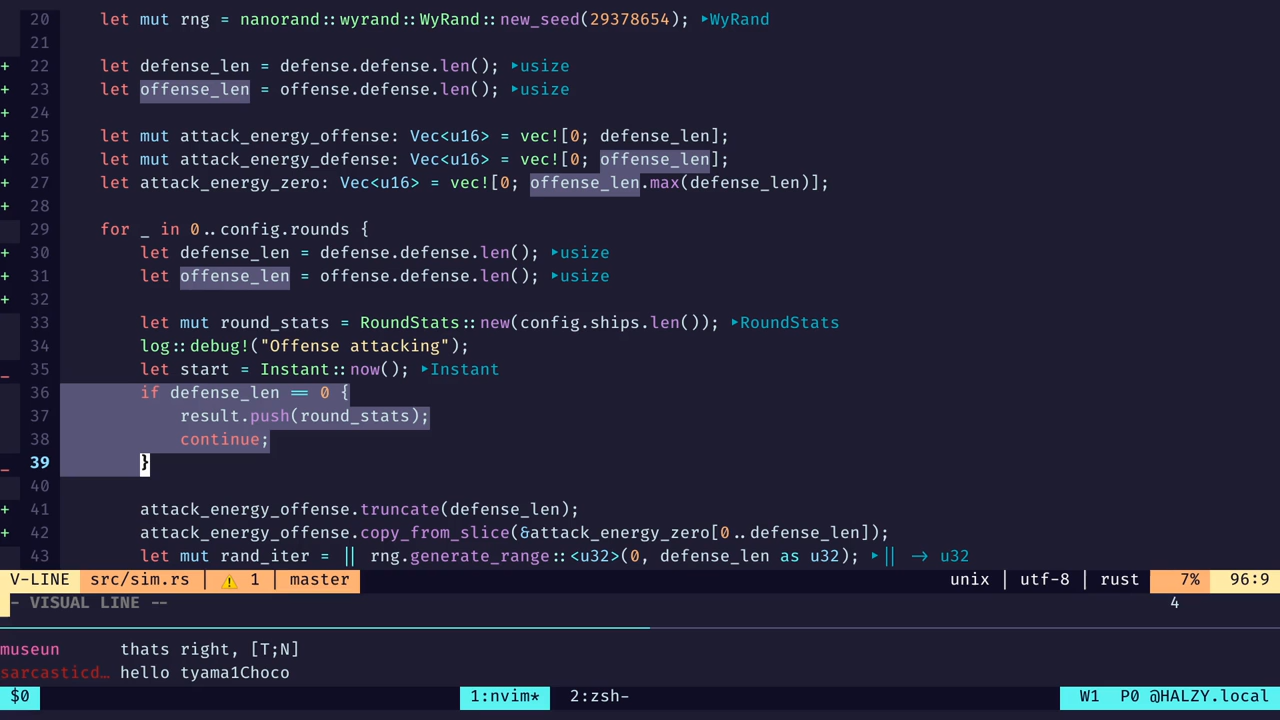 20 let mut rng = nanorand::wyrand::WyRand::new_seed(29378654); ▸WyRand
21
+ 22 let defense_len = defense.defense.len(); ▸usize
+ 23 let offense_len = offense.defense.len(); ▸usize
+ 24
+ 25 let mut attack_energy_offense: Vec<u16> = vec![0; defense_len];
+ 26 let mut attack_energy_defense: Vec<u16> = vec![0; offense_len];
+ 27 let attack_energy_zero: Vec<u16> = vec![0; offense_len.max(defense_len)];
+ 28
29 for _ in 0..config.rounds {
+ 30 let defense_len = defense.defense.len(); ▸usize
+ 31 let offense_len = offense.defense.len(); ▸usize
+ 32
33 let mut round_stats = RoundStats::new(config.ships.len()); ▸RoundStats
34 log::debug!("Offense attacking");
_ 35 let start = Instant::now(); ▸Instant
36 if defense_len == 0 {
37 result.push(round_stats);
38 continue;
_ 39 }
40
+ 41 attack_energy_offense.truncate(defense_len);
+ 42 attack_energy_offense.copy_from_slice(&attack_energy_zero[0..defense_len]);
43 let mut rand_iter = || rng.generate_range::<u32>(0, defense_len as u32); ▸|| -> u32
V-LINE src/sim.rs | ⚠ 1 | master unix | utf-8 | rust 7% 96:9
- VISUAL LINE -- 4
museun thats right, [T;N]
sarcasticd… hello tyama1Choco
$0 1:nvim* 2:zsh- W1 P0 @HALZY.local